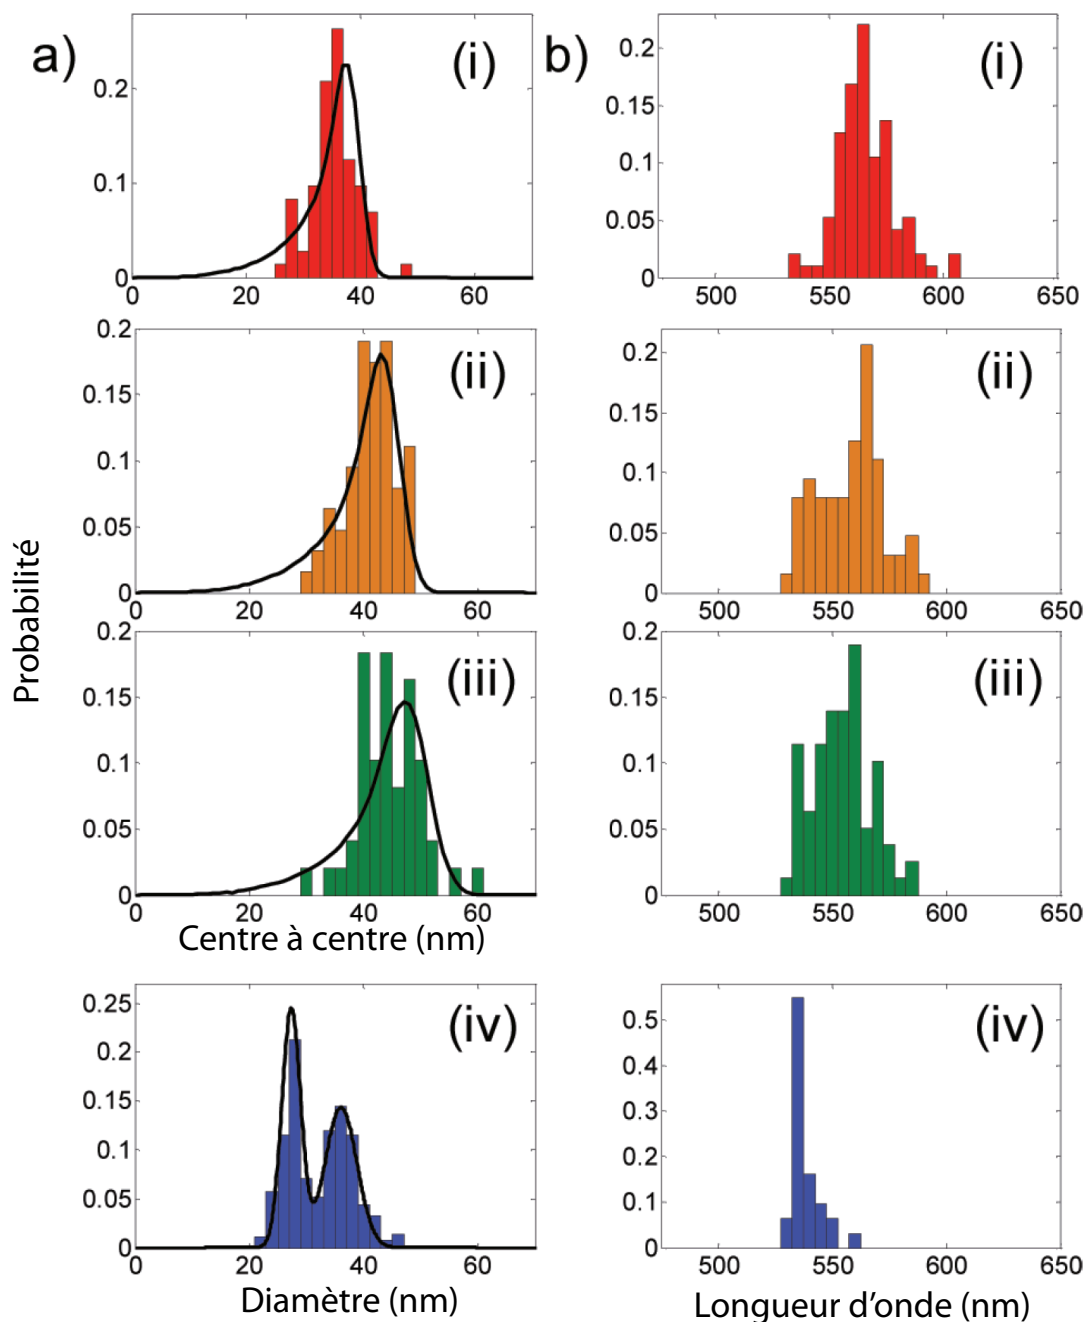 a) (i) b) (i)
0.2 0.2
0.15
0.1 0.1
0.05
0 0
0 20 40 60 500 550 600 650
0.2 (ii) 0.2 (ii)
0.15 0.15
0.1 0.1
0.05 0.05
0 0
0 20 40 60 500 550 600 650
Probabilité
0.2 (iii) 0.2 (iii)
0.15 0.15
0.1 0.1
0.05 0.05
0 0
0 20 40 60 500 550 600 650
Centre à centre (nm)
0.25 (iv) 0.5 (iv)
0.2 0.4
0.15 0.3
0.1 0.2
0.05 0.1
0 0
0 20 40 60 500 550 600 650
Diamètre (nm) Longueur d'onde (nm)